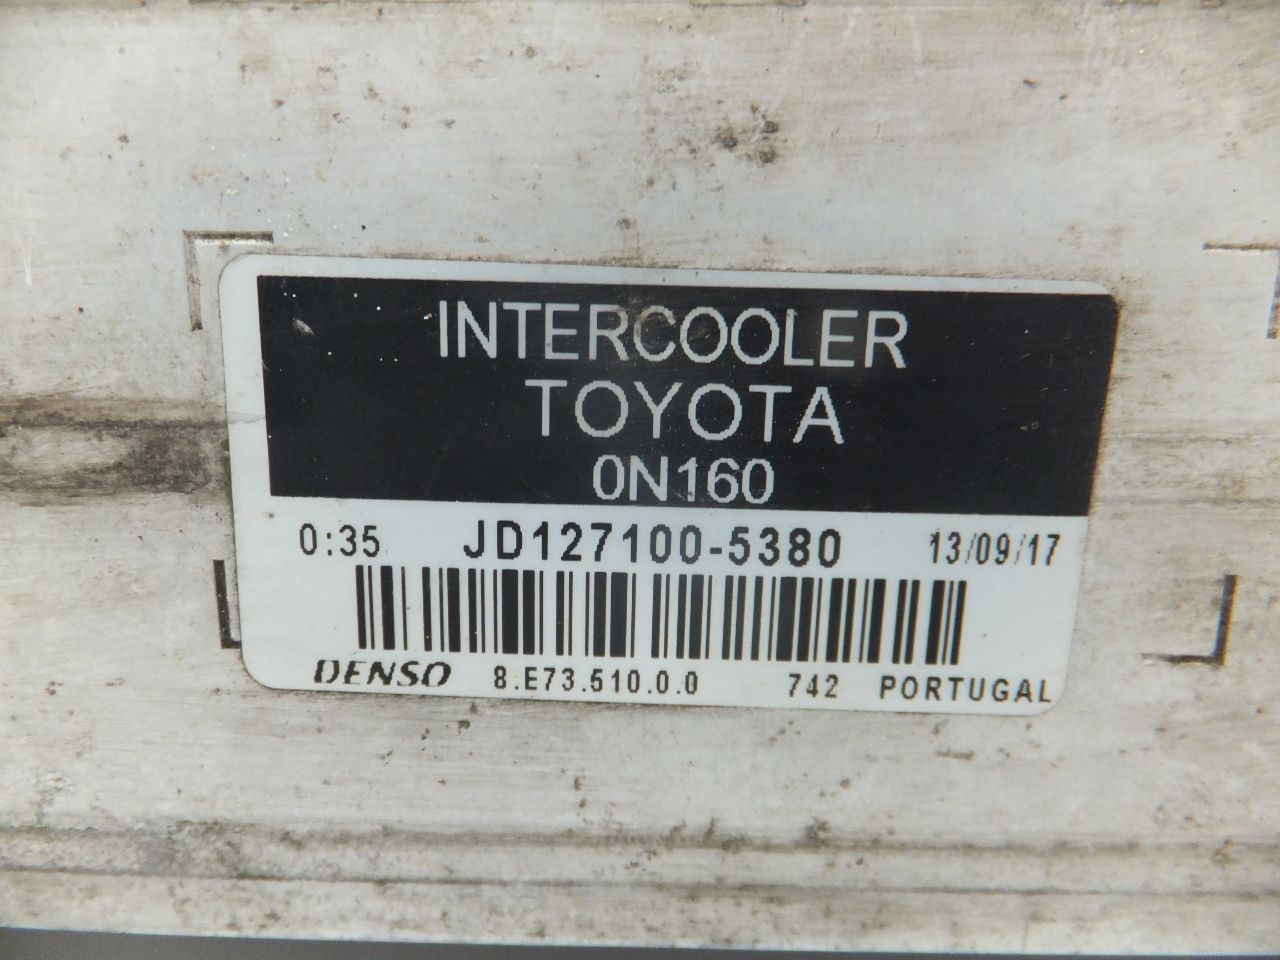 INTERCOOLER
TOYOTA
0N160
0:35 JD127100-5380 13/09/17
DENSO 8.E73.510.0.0 742 PORTUGAL